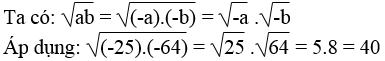 Ta có: √ab = √(-a).(-b) = √-a .√-b
Áp dụng: √(-25).(-64) = √25 .√64 = 5.8 = 40